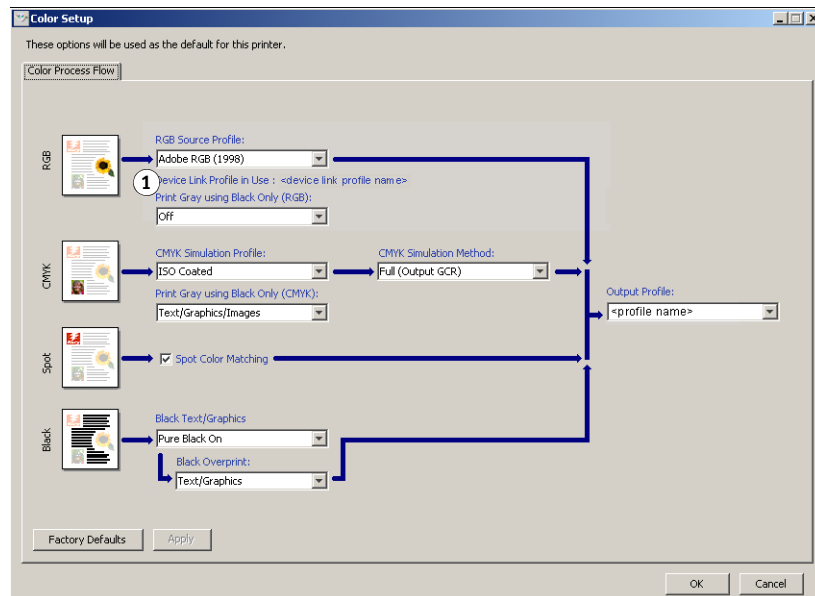 Color Setup
These options will be used as the default for this printer.
Color Process Flow
RGB
RGB Source Profile:
Adobe RGB (1998)
1
Device Link Profile in Use : <device link profile name>
Print Gray using Black Only (RGB):
Off
CMYK
CMYK Simulation Profile:
ISO Coated
CMYK Simulation Method:
Full (Output GCR)
Print Gray using Black Only (CMYK):
Text/Graphics/Images
Output Profile:
<profile name>
Spot
Spot Color Matching
Black
Black Text/Graphics
Pure Black On
Black Overprint:
Text/Graphics
Factory Defaults
Apply
OK
Cancel